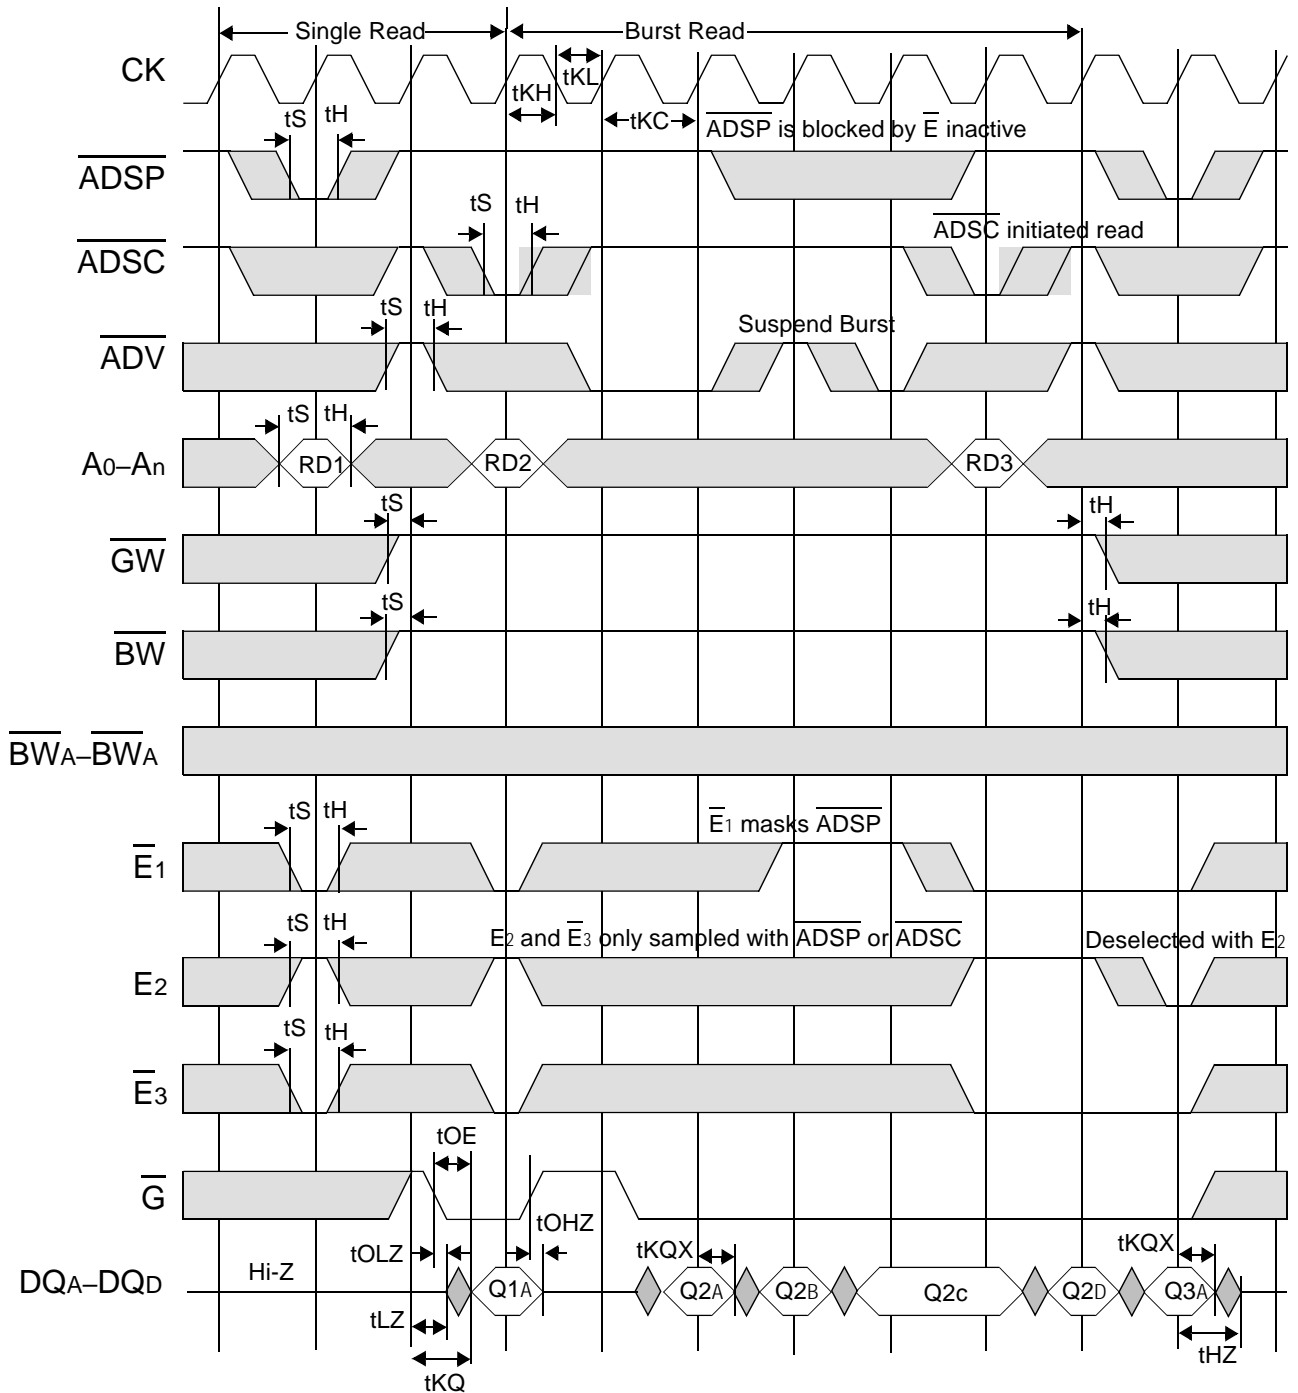 Single Read Burst Read
CK
tKH tKL
tKC
ADSP is blocked by E inactive
tS tH
ADSP
tS tH
ADSC initiated read
ADSC
tS tH
Suspend Burst
ADV
tS tH
A0–An RD1 RD2 RD3
tS tH
GW
tS tH
BW
BWA–BWA
tS tH
E1 masks ADSP
E1
tS tH
E2 and E3 only sampled with ADSP or ADSC
Deselected with E2
E2
tS tH
E3
tOE
G
tOHZ
tOLZ tKQX tKQX
Hi-Z
DQA–DQD Q1A Q2A Q2B Q2c Q2D Q3A
tLZ tHZ
tKQ